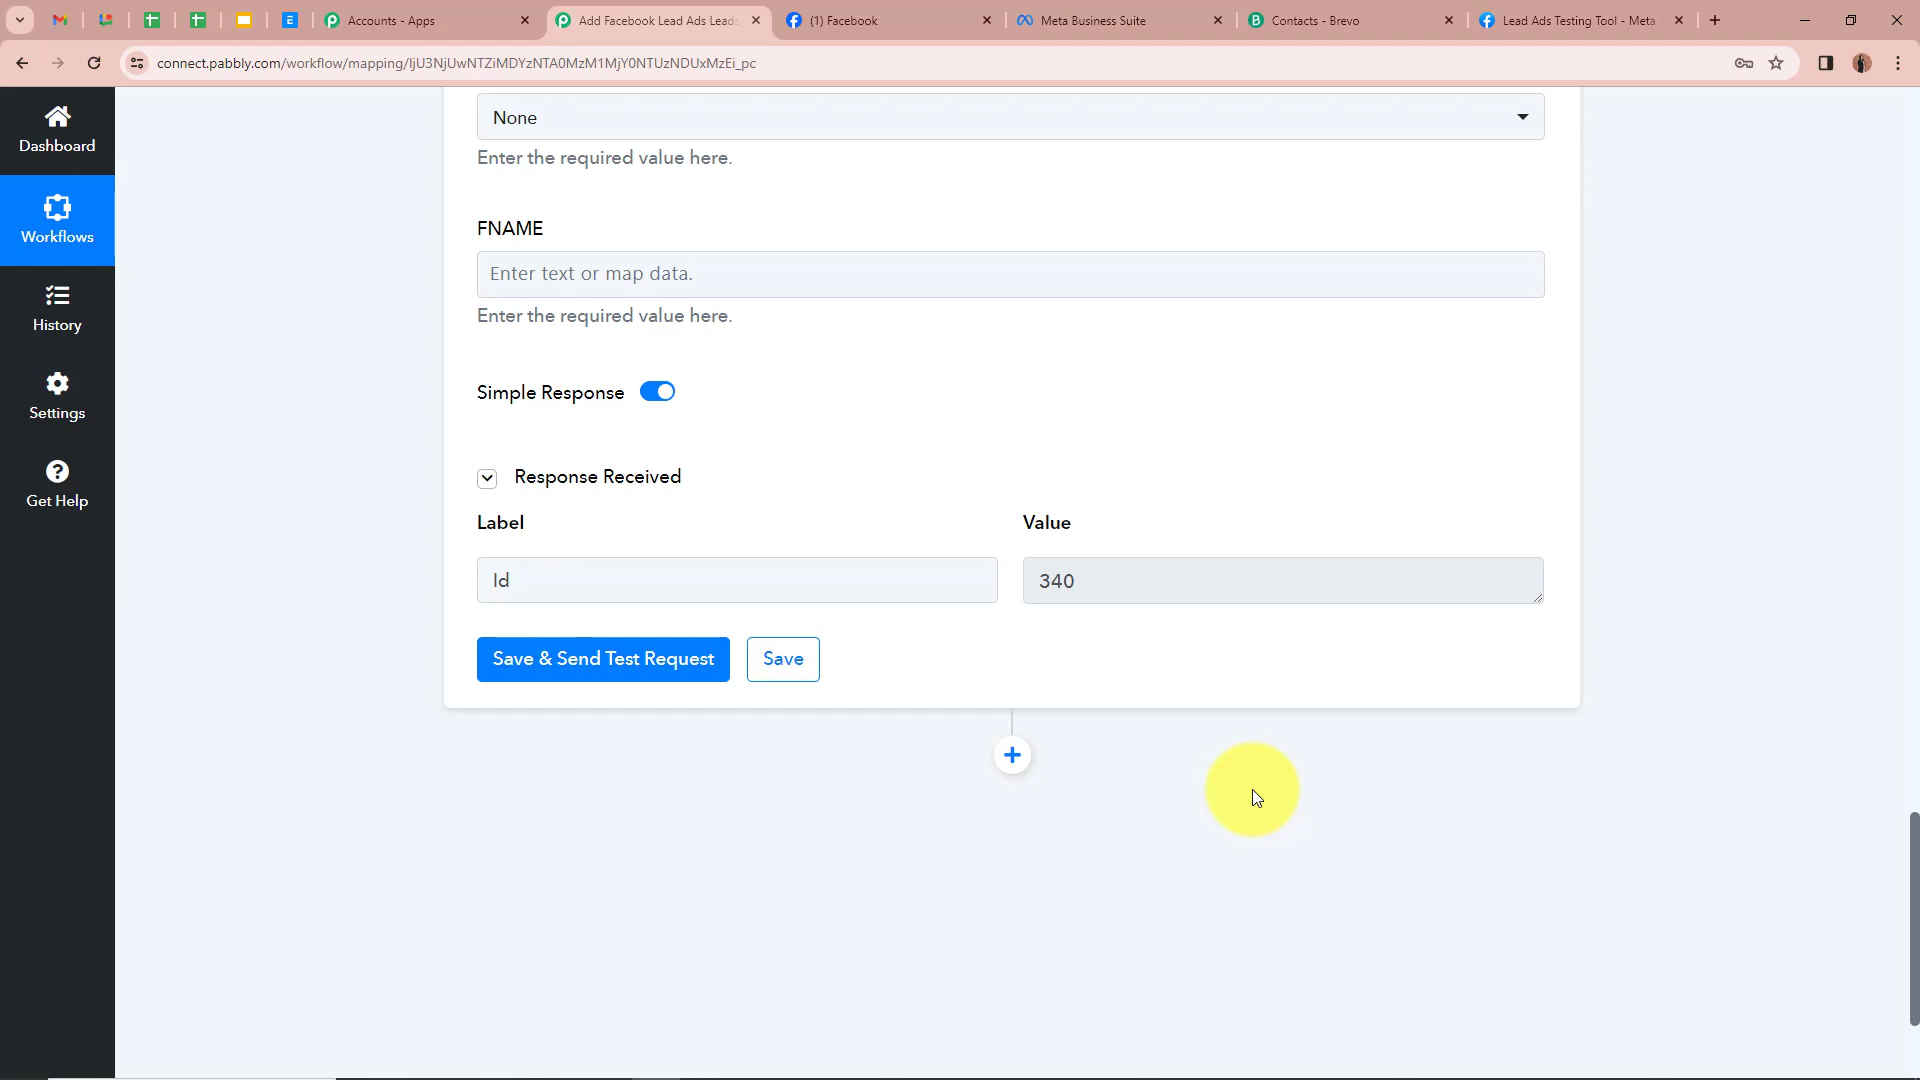 Accounts - Apps
Add Facebook Lead Ads Leads
(1) Facebook
Meta Business Suite
Contacts - Brevo
Lead Ads Testing Tool - Meta
connect.pabbly.com/workflow/mapping/IjU3NjUwNTZiMDYzNTA0MzM1MjY0NTUzNDUxMzEi_pc
Dashboard
Workflows
History
Settings
Get Help
None
Enter the required value here.
FNAME
Enter text or map data.
Enter the required value here.
Simple Response
Response Received
Label
Value
Id
340
Save & Send Test Request
Save